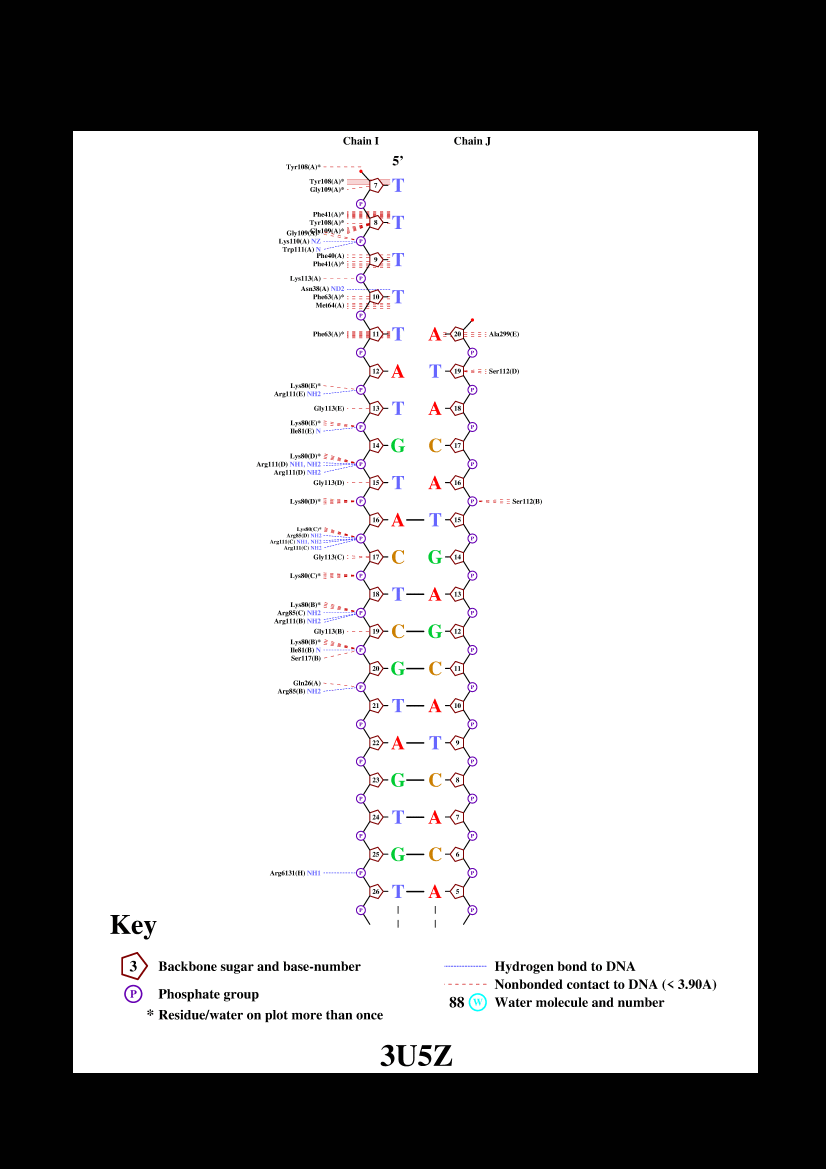 Chain I Chain J
5’
Tyr108(A)*
Tyr108(A)*
Gly109(A)*
7 T
P
Phe41(A)*
Tyr108(A)*
Gly109(A)*
8 T
Gly109(A)*
Lys110(A) NZ
Trp111(A) N
P
Phe40(A)
Phe41(A)*
9 T
Lys113(A) P
Asn38(A) ND2
Phe63(A)*
Met64(A)
10 T
P
Phe63(A)* 11 T A 20 Ala299(E)
P P
12 A T 19 Ser112(D)
Lys80(E)*
Arg111(E) NH2
P P
Gly113(E) 13 T A 18
Lys80(E)*
Ile81(E) N
P P
14 G C 17
Lys80(D)*
Arg111(D) NH1, NH2
Arg111(D) NH2
P P
Gly113(D) 15 T A 16
Lys80(D)* P P Ser112(B)
16 A T 15
Lys80(C)*
Arg85(D) NH2
Arg111(C) NH1, NH2
Arg111(C) NH2
P P
Gly113(C) 17 C G 14
Lys80(C)* P P
18 T A 13
Lys80(B)*
Arg85(C) NH2
Arg111(B) NH2
P P
Gly113(B) 19 C G 12
Lys80(B)*
Ile81(B) N
Ser117(B)
P P
20 G C 11
Gln26(A)
Arg85(B) NH2
P P
21 T A 10
P P
22 A T 9
P P
23 G C 8
P P
24 T A 7
P P
25 G C 6
Arg6131(H) NH1 P P
26 T A 5
P P
Key
3 Backbone sugar and base-number
P Phosphate group
* Residue/water on plot more than once
Hydrogen bond to DNA
Nonbonded contact to DNA (< 3.90A)
88 W Water molecule and number
3U5Z